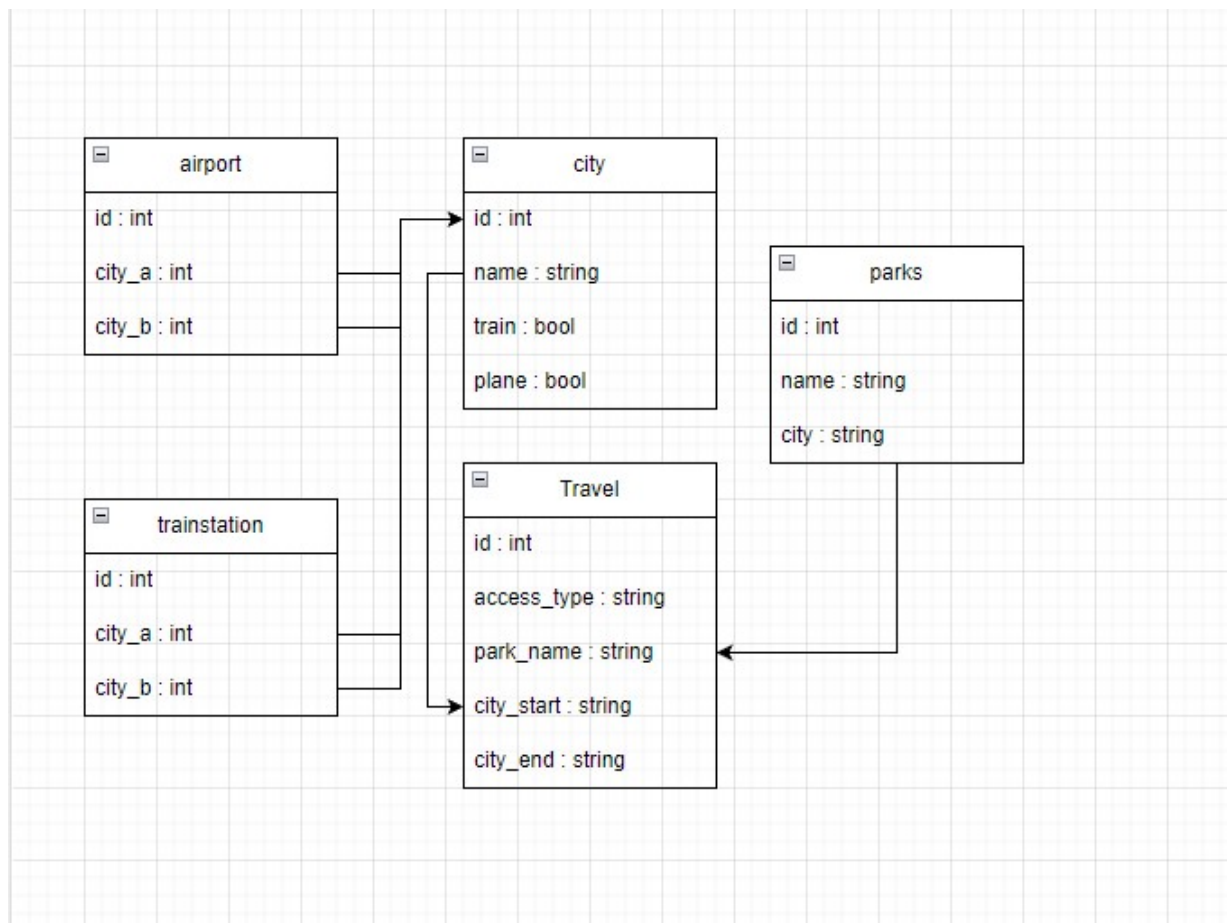 airport
id : int
city_a : int
city_b : int
city
id : int
name : string
train : bool
plane : bool
parks
id : int
name : string
city : string
trainstation
id : int
city_a : int
city_b : int
Travel
id : int
access_type : string
park_name : string
city_start : string
city_end : string